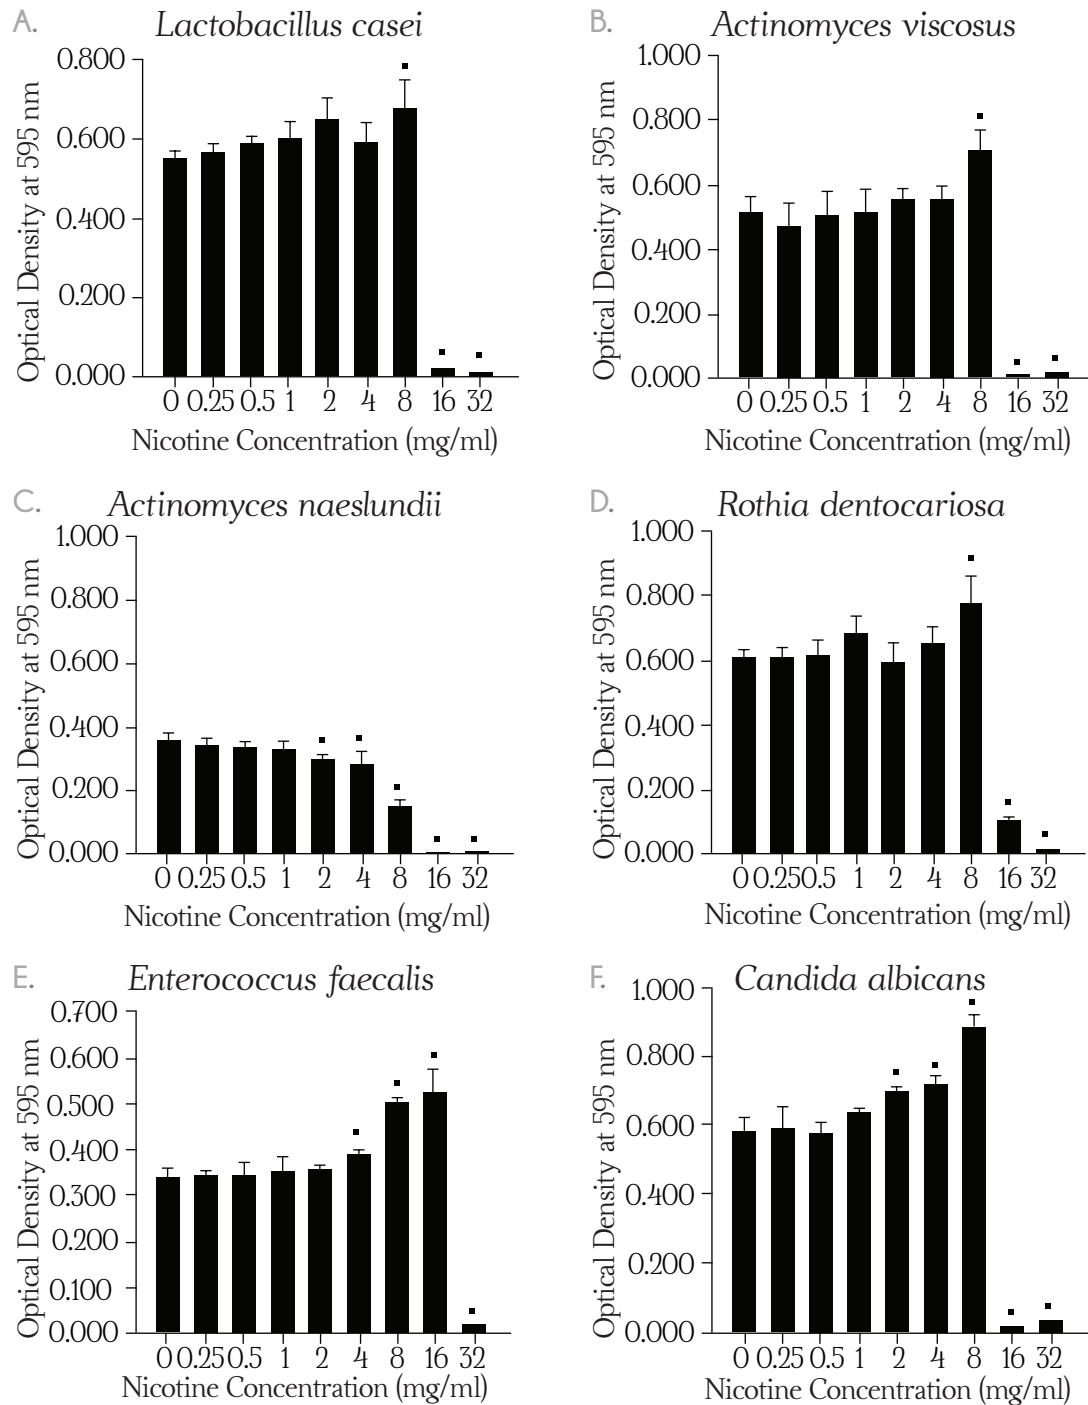 A. Lactobacillus casei
Optical Density at 595 nm
0.800
0.600
0.400
0.200
0.000
0 0.25 0.5 1 2 4 8 16 32
Nicotine Concentration (mg/ml)
B. Actinomyces viscosus
Optical Density at 595 nm
1.000
0.800
0.600
0.400
0.200
0.000
0 0.25 0.5 1 2 4 8 16 32
Nicotine Concentration (mg/ml)
C. Actinomyces naeslundii
Optical Density at 595 nm
1.000
0.800
0.600
0.400
0.200
0.000
0 0.25 0.5 1 2 4 8 16 32
Nicotine Concentration (mg/ml)
D. Rothia dentocariosa
Optical Density at 595 nm
1.000
0.800
0.600
0.400
0.200
0.000
0 0.25 0.5 1 2 4 8 16 32
Nicotine Concentration (mg/ml)
E. Enterococcus faecalis
Optical Density at 595 nm
0.700
0.600
0.500
0.400
0.300
0.200
0.100
0.000
0 0.25 0.5 1 2 4 8 16 32
Nicotine Concentration (mg/ml)
F. Candida albicans
Optical Density at 595 nm
1.000
0.800
0.600
0.400
0.200
0.000
0 0.25 0.5 1 2 4 8 16 32
Nicotine Concentration (mg/ml)